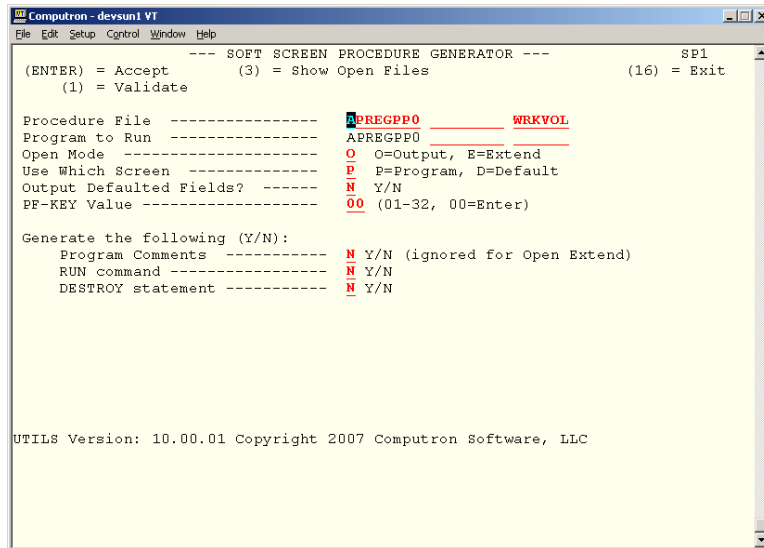 Computron - devsun1 VT
File Edit Setup Control Window Help
--- SOFT SCREEN PROCEDURE GENERATOR --- SP1
(ENTER) = Accept (3) = Show Open Files (16) = Exit
(1) = Validate
Procedure File ---------------- APREGPP0 ________ WRKVOL
Program to Run ---------------- APREGPP0 ________ ______
Open Mode --------------------- O O=Output, E=Extend
Use Which Screen -------------- P P=Program, D=Default
Output Defaulted Fields? ------ N Y/N
PF-KEY Value ------------------- 00 (01-32, 00=Enter)
Generate the following (Y/N):
Program Comments ----------- N Y/N (ignored for Open Extend)
RUN command ----------------- N Y/N
DESTROY statement ----------- N Y/N
UTILS Version: 10.00.01 Copyright 2007 Computron Software, LLC